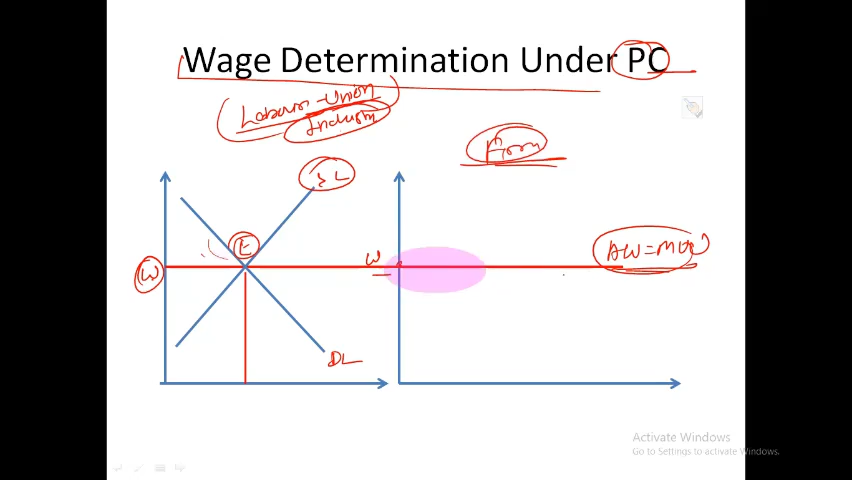 Wage Determination Under PC
Labour-Union
Industry
Firm
SL
E
W
W
AW=MW
DL
Activate Windows
Go to Settings to activate Windows.